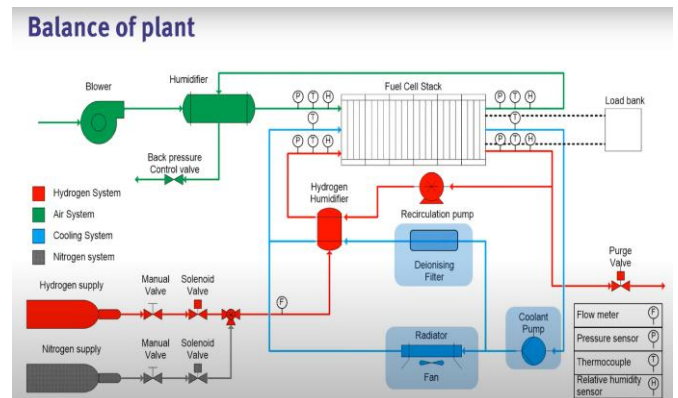 Balance of plant
Blower
Humidifier
Fuel Cell Stack
Load bank
P T H
P T H
T
T
P T H
P T H
Back pressure
Control valve
Hydrogen
Humidifier
Recirculation pump
Hydrogen System
Air System
Cooling System
Nitrogen system
Deionising
Filter
Purge
Valve
Manual
Valve
Solenoid
Valve
Hydrogen supply
F
Radiator
Coolant
Pump
Fan
Manual
Valve
Solenoid
Valve
Nitrogen supply
Flow meter F
Pressure sensor P
Thermocouple T
Relative humidity
sensor H